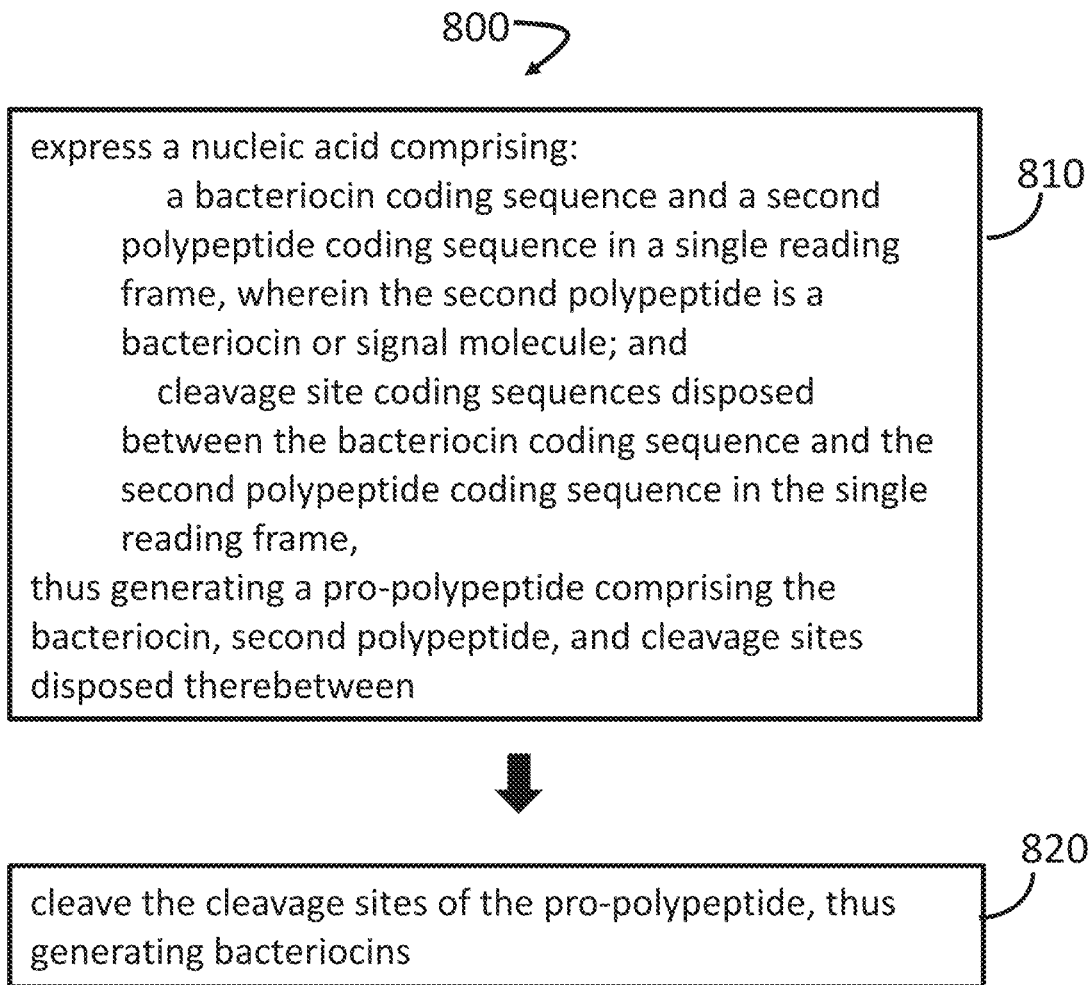 800
express a nucleic acid comprising:
810
a bacteriocin coding sequence and a second
polypeptide coding sequence in a single reading
frame, wherein the second polypeptide is a
bacteriocin or signal molecule; and
cleavage site coding sequences disposed
between the bacteriocin coding sequence and the
second polypeptide coding sequence in the single
reading frame,
thus generating a pro-polypeptide comprising the
bacteriocin, second polypeptide, and cleavage sites
disposed therebetween
820
cleave the cleavage sites of the pro-polypeptide, thus
generating bacteriocins